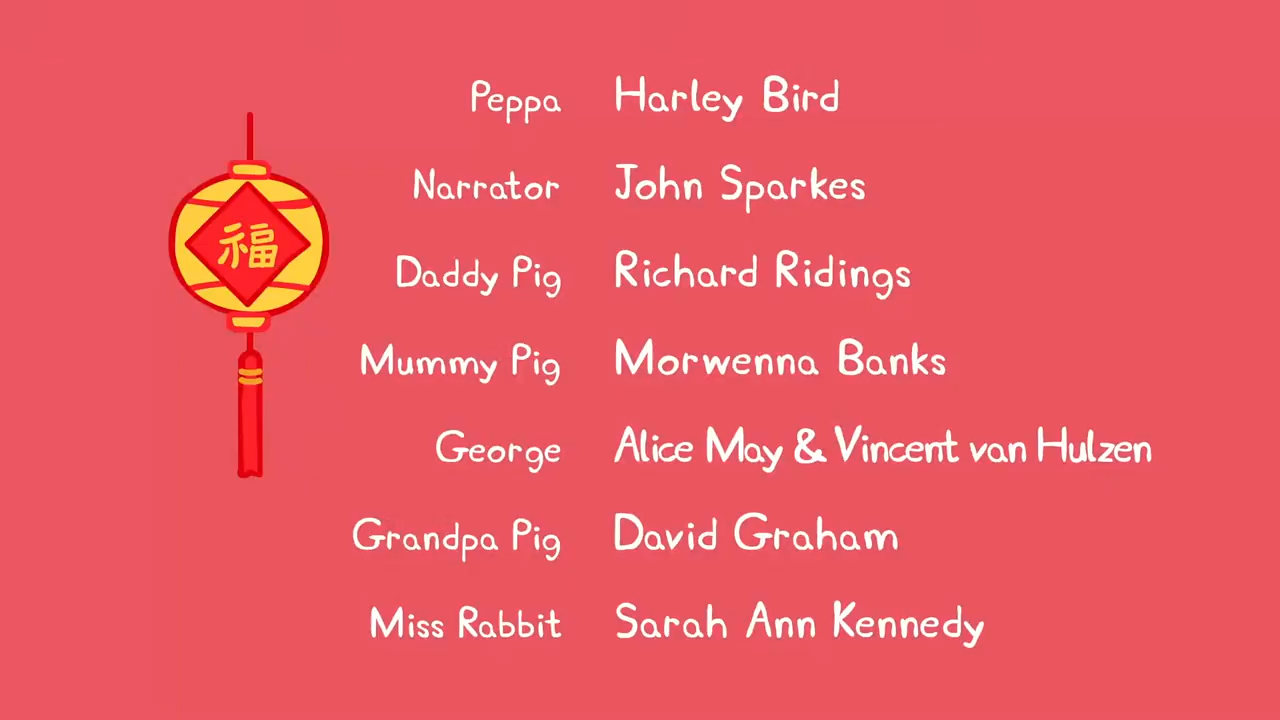 福
Peppa Harley Bird
Narrator John Sparkes
Daddy Pig Richard Ridings
Mummy Pig Morwenna Banks
George Alice May & Vincent van Hulzen
Grandpa Pig David Graham
Miss Rabbit Sarah Ann Kennedy